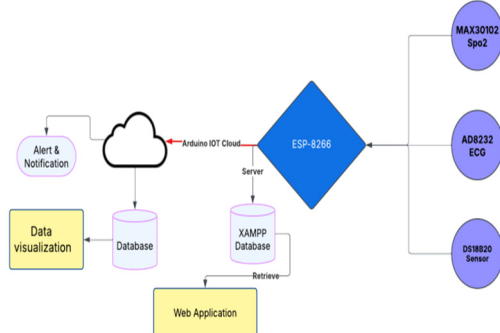 MAX30102
Spo2
Alert &
Notification
Arduino IOT Cloud
ESP-8266
AD8232
ECG
Server
Data
visualization
Database
XAMPP
Database
DS18B20
Sensor
Retrieve
Web Application